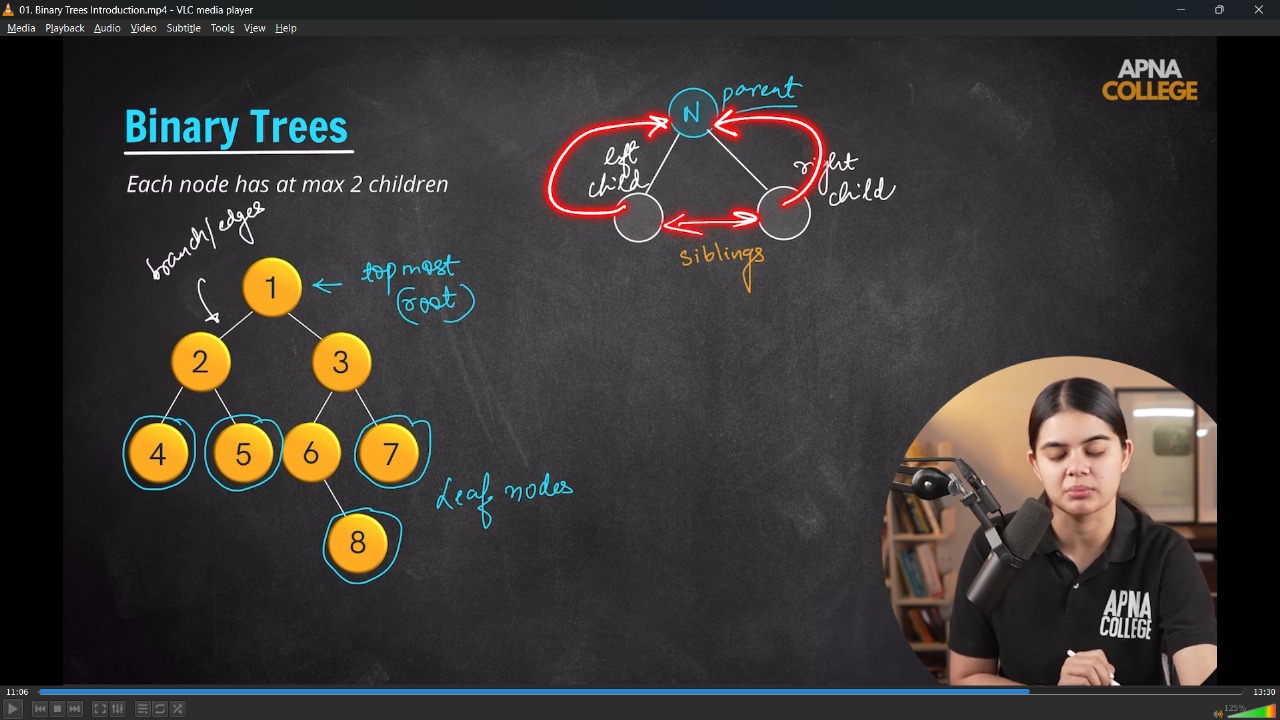 01. Binary Trees Introduction.mp4 - VLC media player
Media Playback Audio Video Subtitle Tools View Help
APNA
COLLEGE
Binary Trees
Each node has at max 2 children
parent
N
left
child
right
child
siblings
branch/edges
1
top most
(root)
2
3
4
5
6
7
Leaf nodes
8
APNA
COLLEGE
11:06
13:30
125%